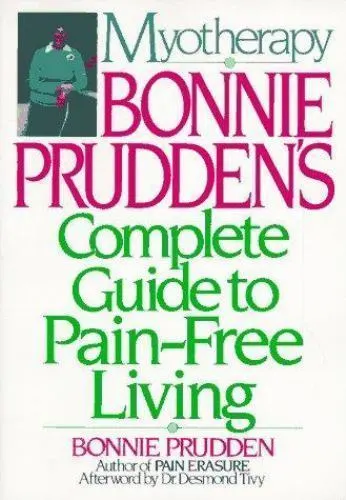 Myotherapy
BONNIE
PRUDDEN'S
Complete
Guide to
Pain-Free
Living
BONNIE PRUDDEN
Author of PAIN ERASURE
Afterword by Dr. Desmond Tivy